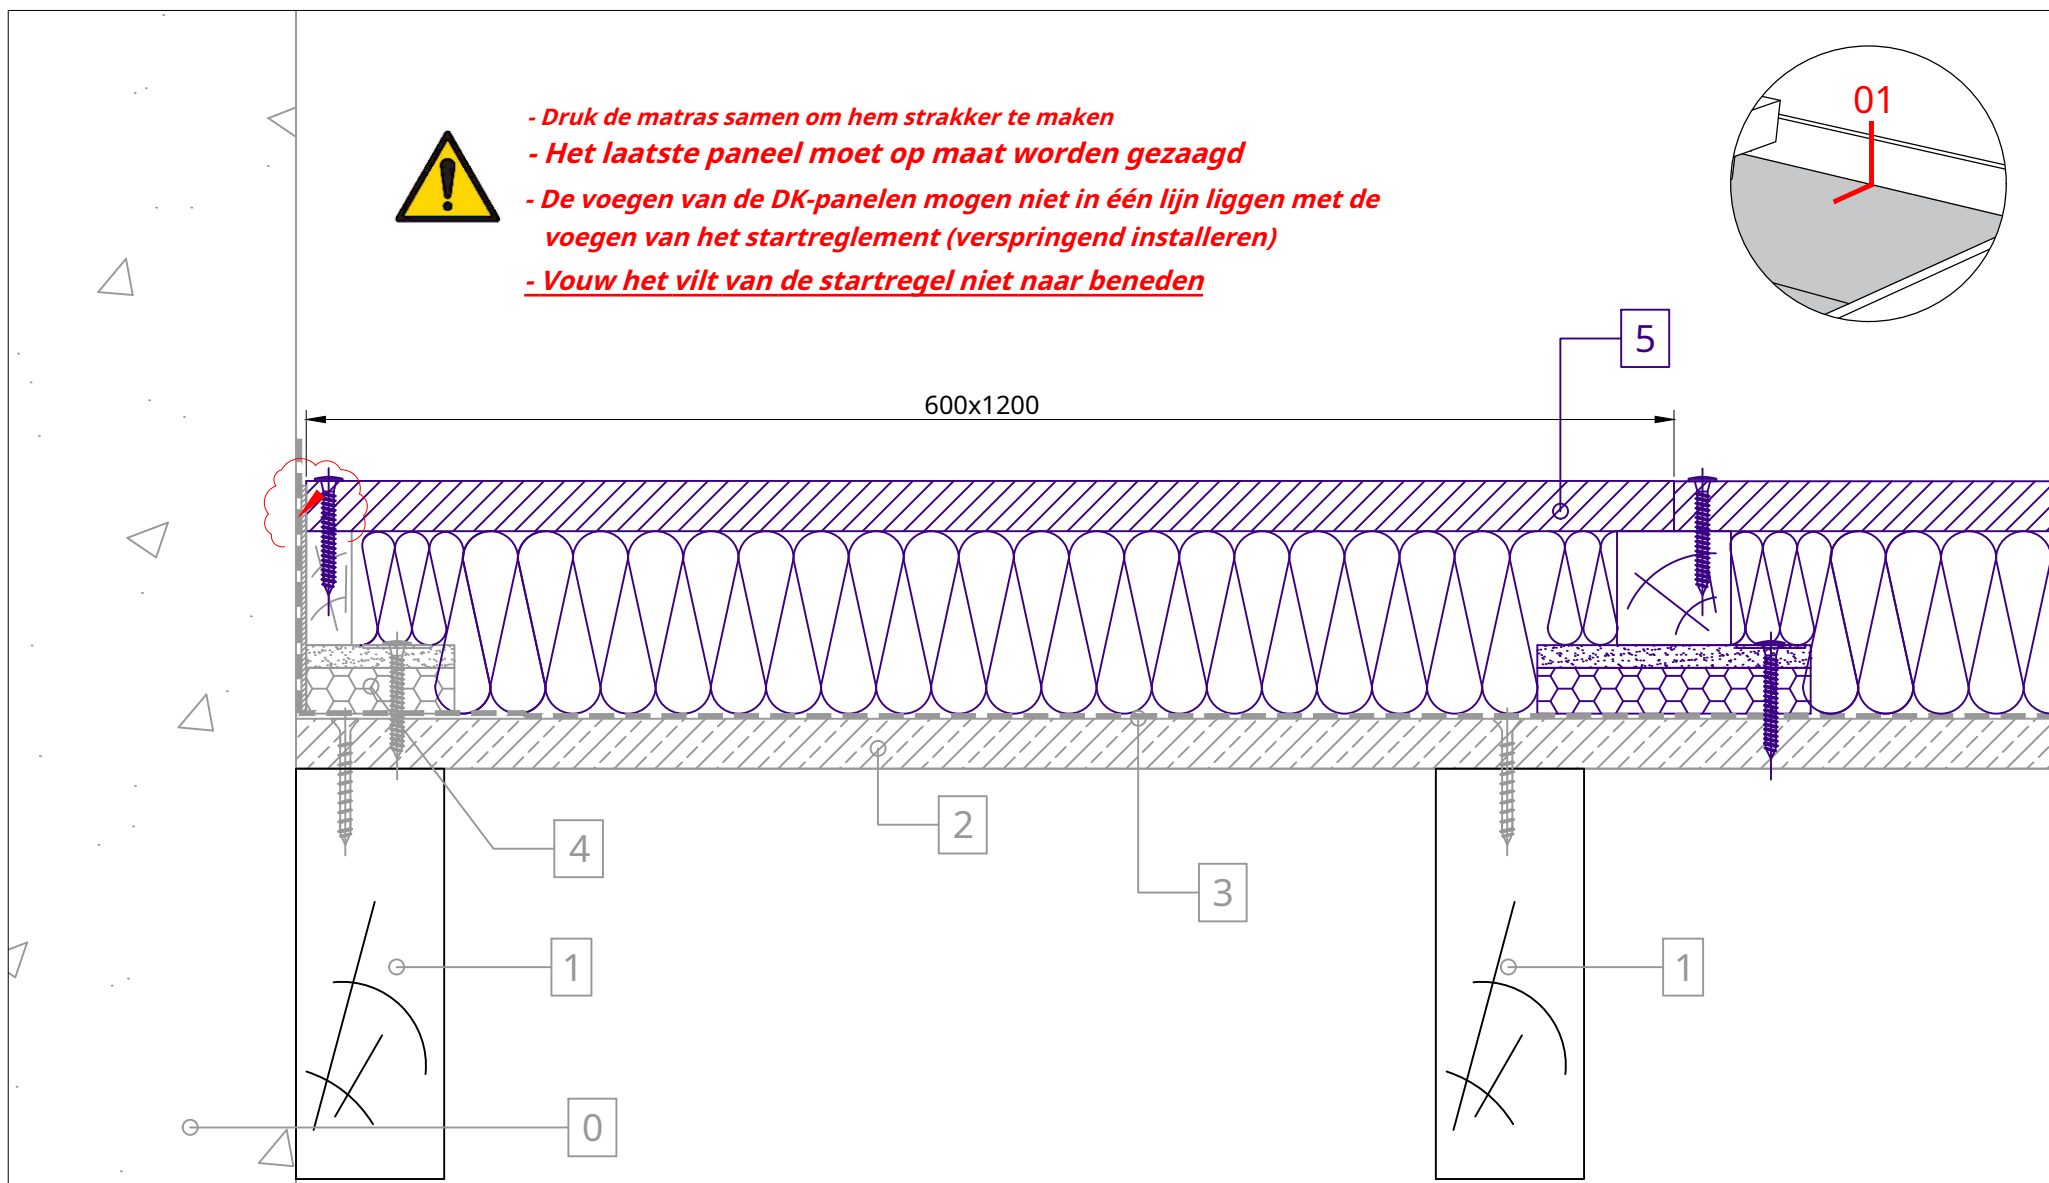 - Druk de matras samen om hem strakker te maken
- Het laatste paneel moet op maat worden gezaagd
- De voegen van de DK-panelen mogen niet in één lijn liggen met de
voegen van het startreglement (verspringend installeren)
- Vouw het vilt van de startregel niet naar beneden
01
5
600x1200
2
4
3
1
1
0